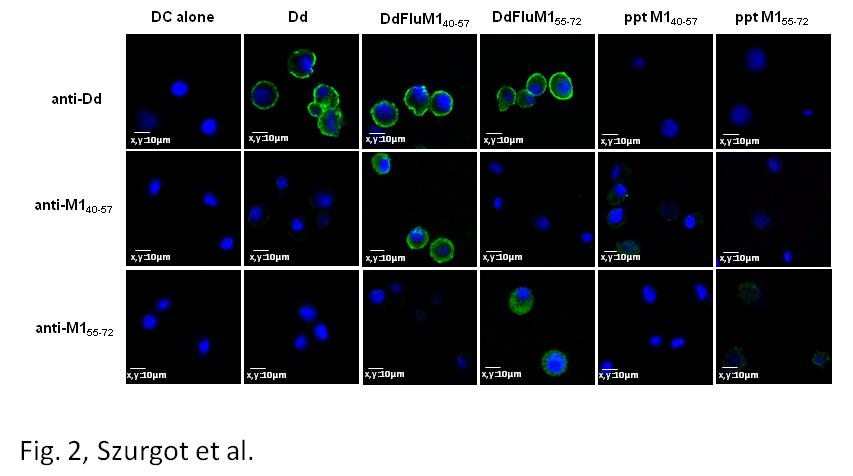 DC alone Dd DdFluM140-57 DdFluM155-72 ppt M140-57 ppt M155-72
anti-Dd
x,y:10µm x,y:10µm x,y:10µm x,y:10µm x,y:10µm x,y:10µm
anti-M140-57
x,y:10µm x,y:10µm x,y:10µm x,y:10µm x,y:10µm x,y:10µm
anti-M155-72
x,y:10µm x,y:10µm x,y:10µm x,y:10µm x,y:10µm x,y:10µm
Fig. 2, Szurgot et al.